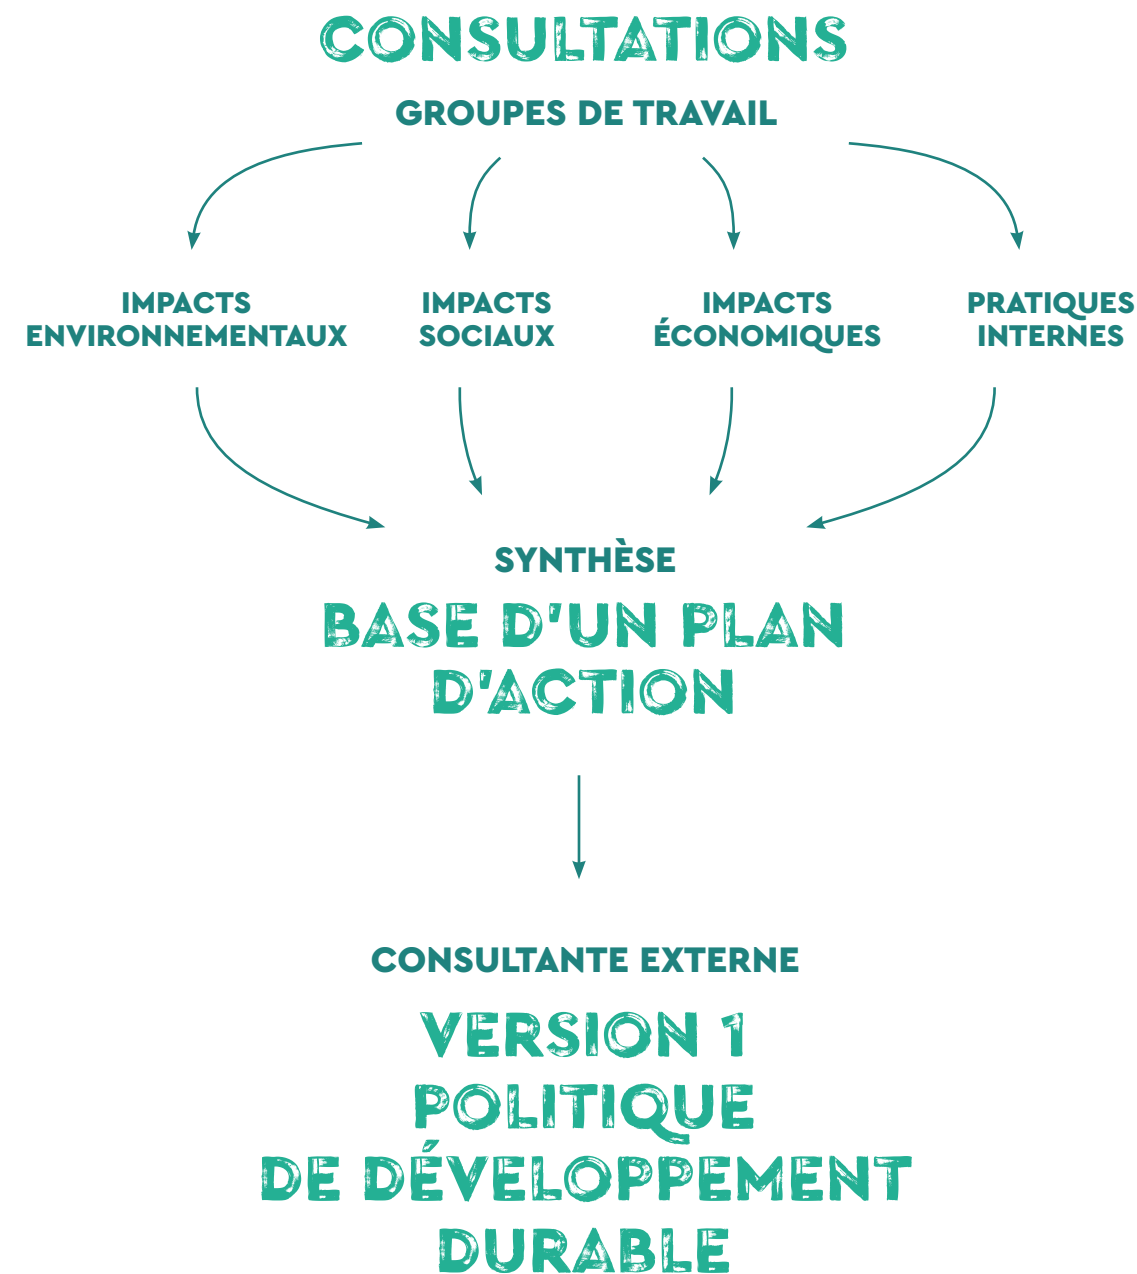 CONSULTATIONS
GROUPES DE TRAVAIL
IMPACTS
ENVIRONNEMENTAUX
IMPACTS
SOCIAUX
IMPACTS
ÉCONOMIQUES
PRATIQUES
INTERNES
SYNTHÈSE
BASE D'UN PLAN
D'ACTION
CONSULTANTE EXTERNE
VERSION 1
POLITIQUE
DE DÉVELOPPEMENT
DURABLE